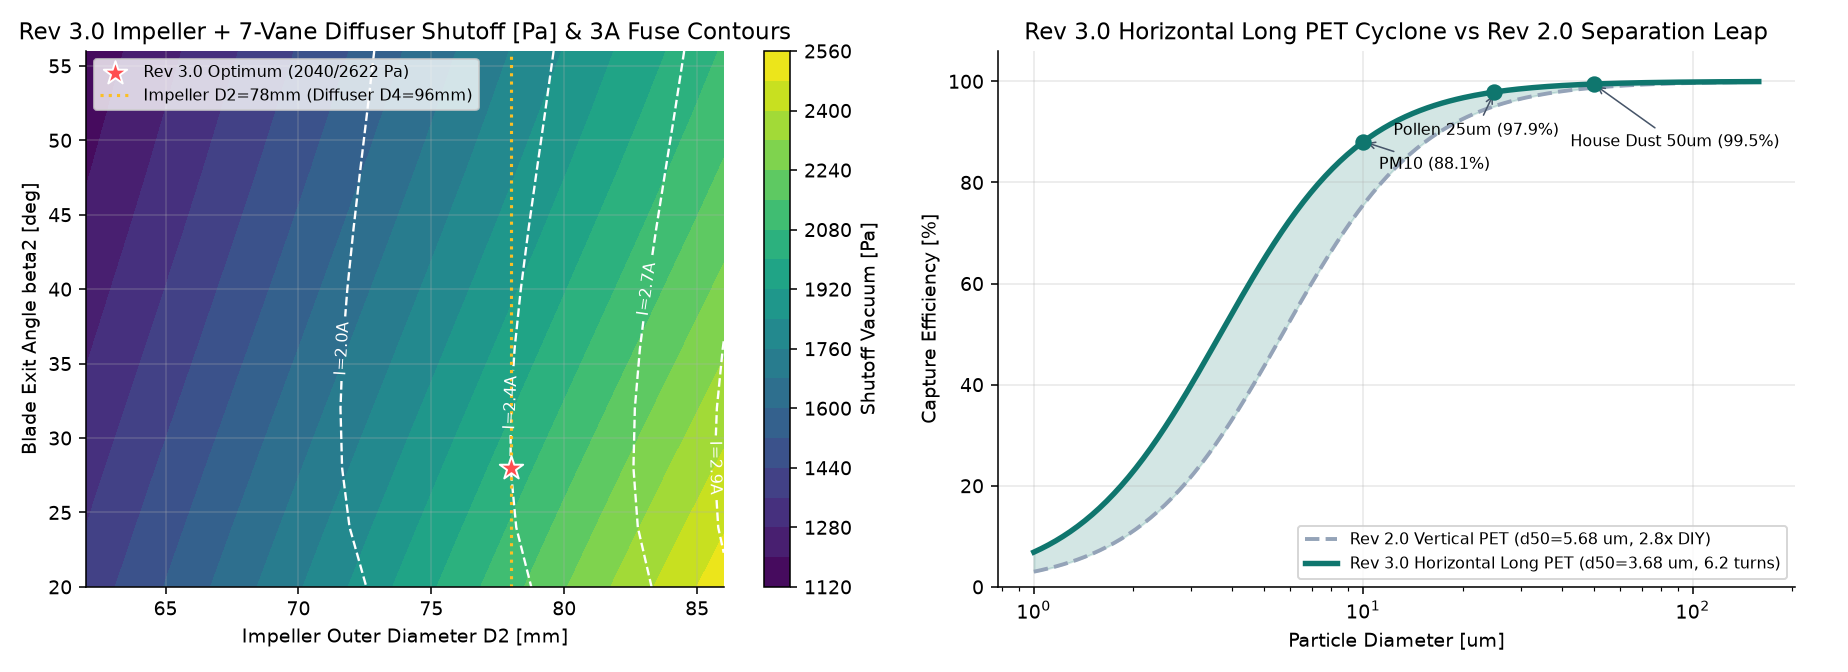 Rev 3.0 Impeller + 7-Vane Diffuser Shutoff [Pa] & 3A Fuse Contours
Rev 3.0 Optimum (2040/2622 Pa)
Impeller D2=78mm (Diffuser D4=96mm)
Blade Exit Angle beta2 [deg]
55
50
45
40
35
30
25
20
I=2.0A
I=2.4A
I=2.7A
I=2.9A
65
70
75
80
85
Impeller Outer Diameter D2 [mm]
2560
2400
2240
2080
1920
1760
1600
1440
1280
1120
Shutoff Vacuum [Pa]
Rev 3.0 Horizontal Long PET Cyclone vs Rev 2.0 Separation Leap
Capture Efficiency [%]
100
80
60
40
20
0
Pollen 25um (97.9%)
House Dust 50um (99.5%)
PM10 (88.1%)
Rev 2.0 Vertical PET (d50=5.68 um, 2.8x DIY)
Rev 3.0 Horizontal Long PET (d50=3.68 um, 6.2 turns)
10⁰
10¹
10²
Particle Diameter [um]